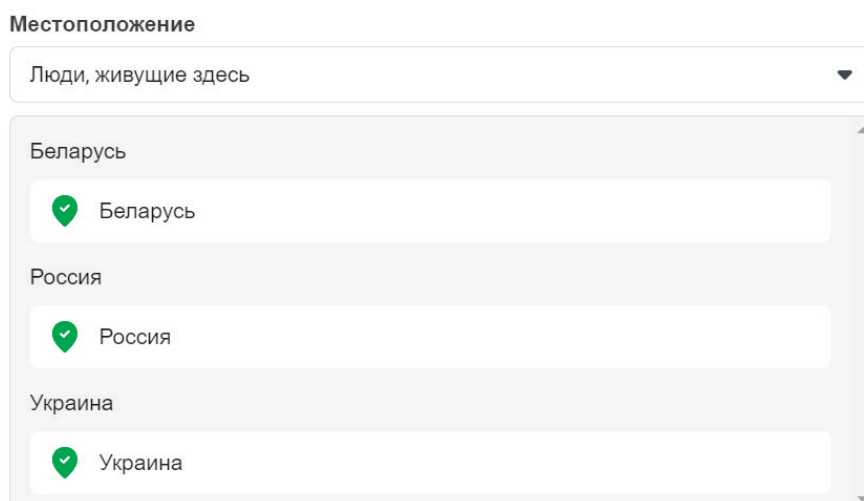 Местоположение
Люди, живущие здесь
Беларусь
Беларусь
Россия
Россия
Украина
Украина